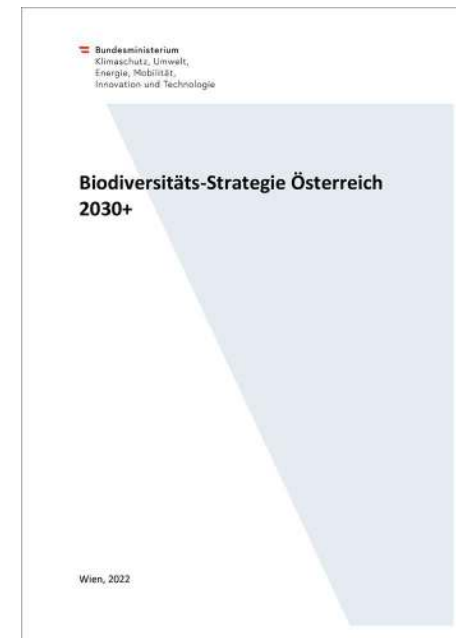 Bundesministerium
Klimaschutz, Umwelt,
Energie, Mobilität,
Innovation und Technologie
Biodiversitäts-Strategie Österreich
2030+
Wien, 2022